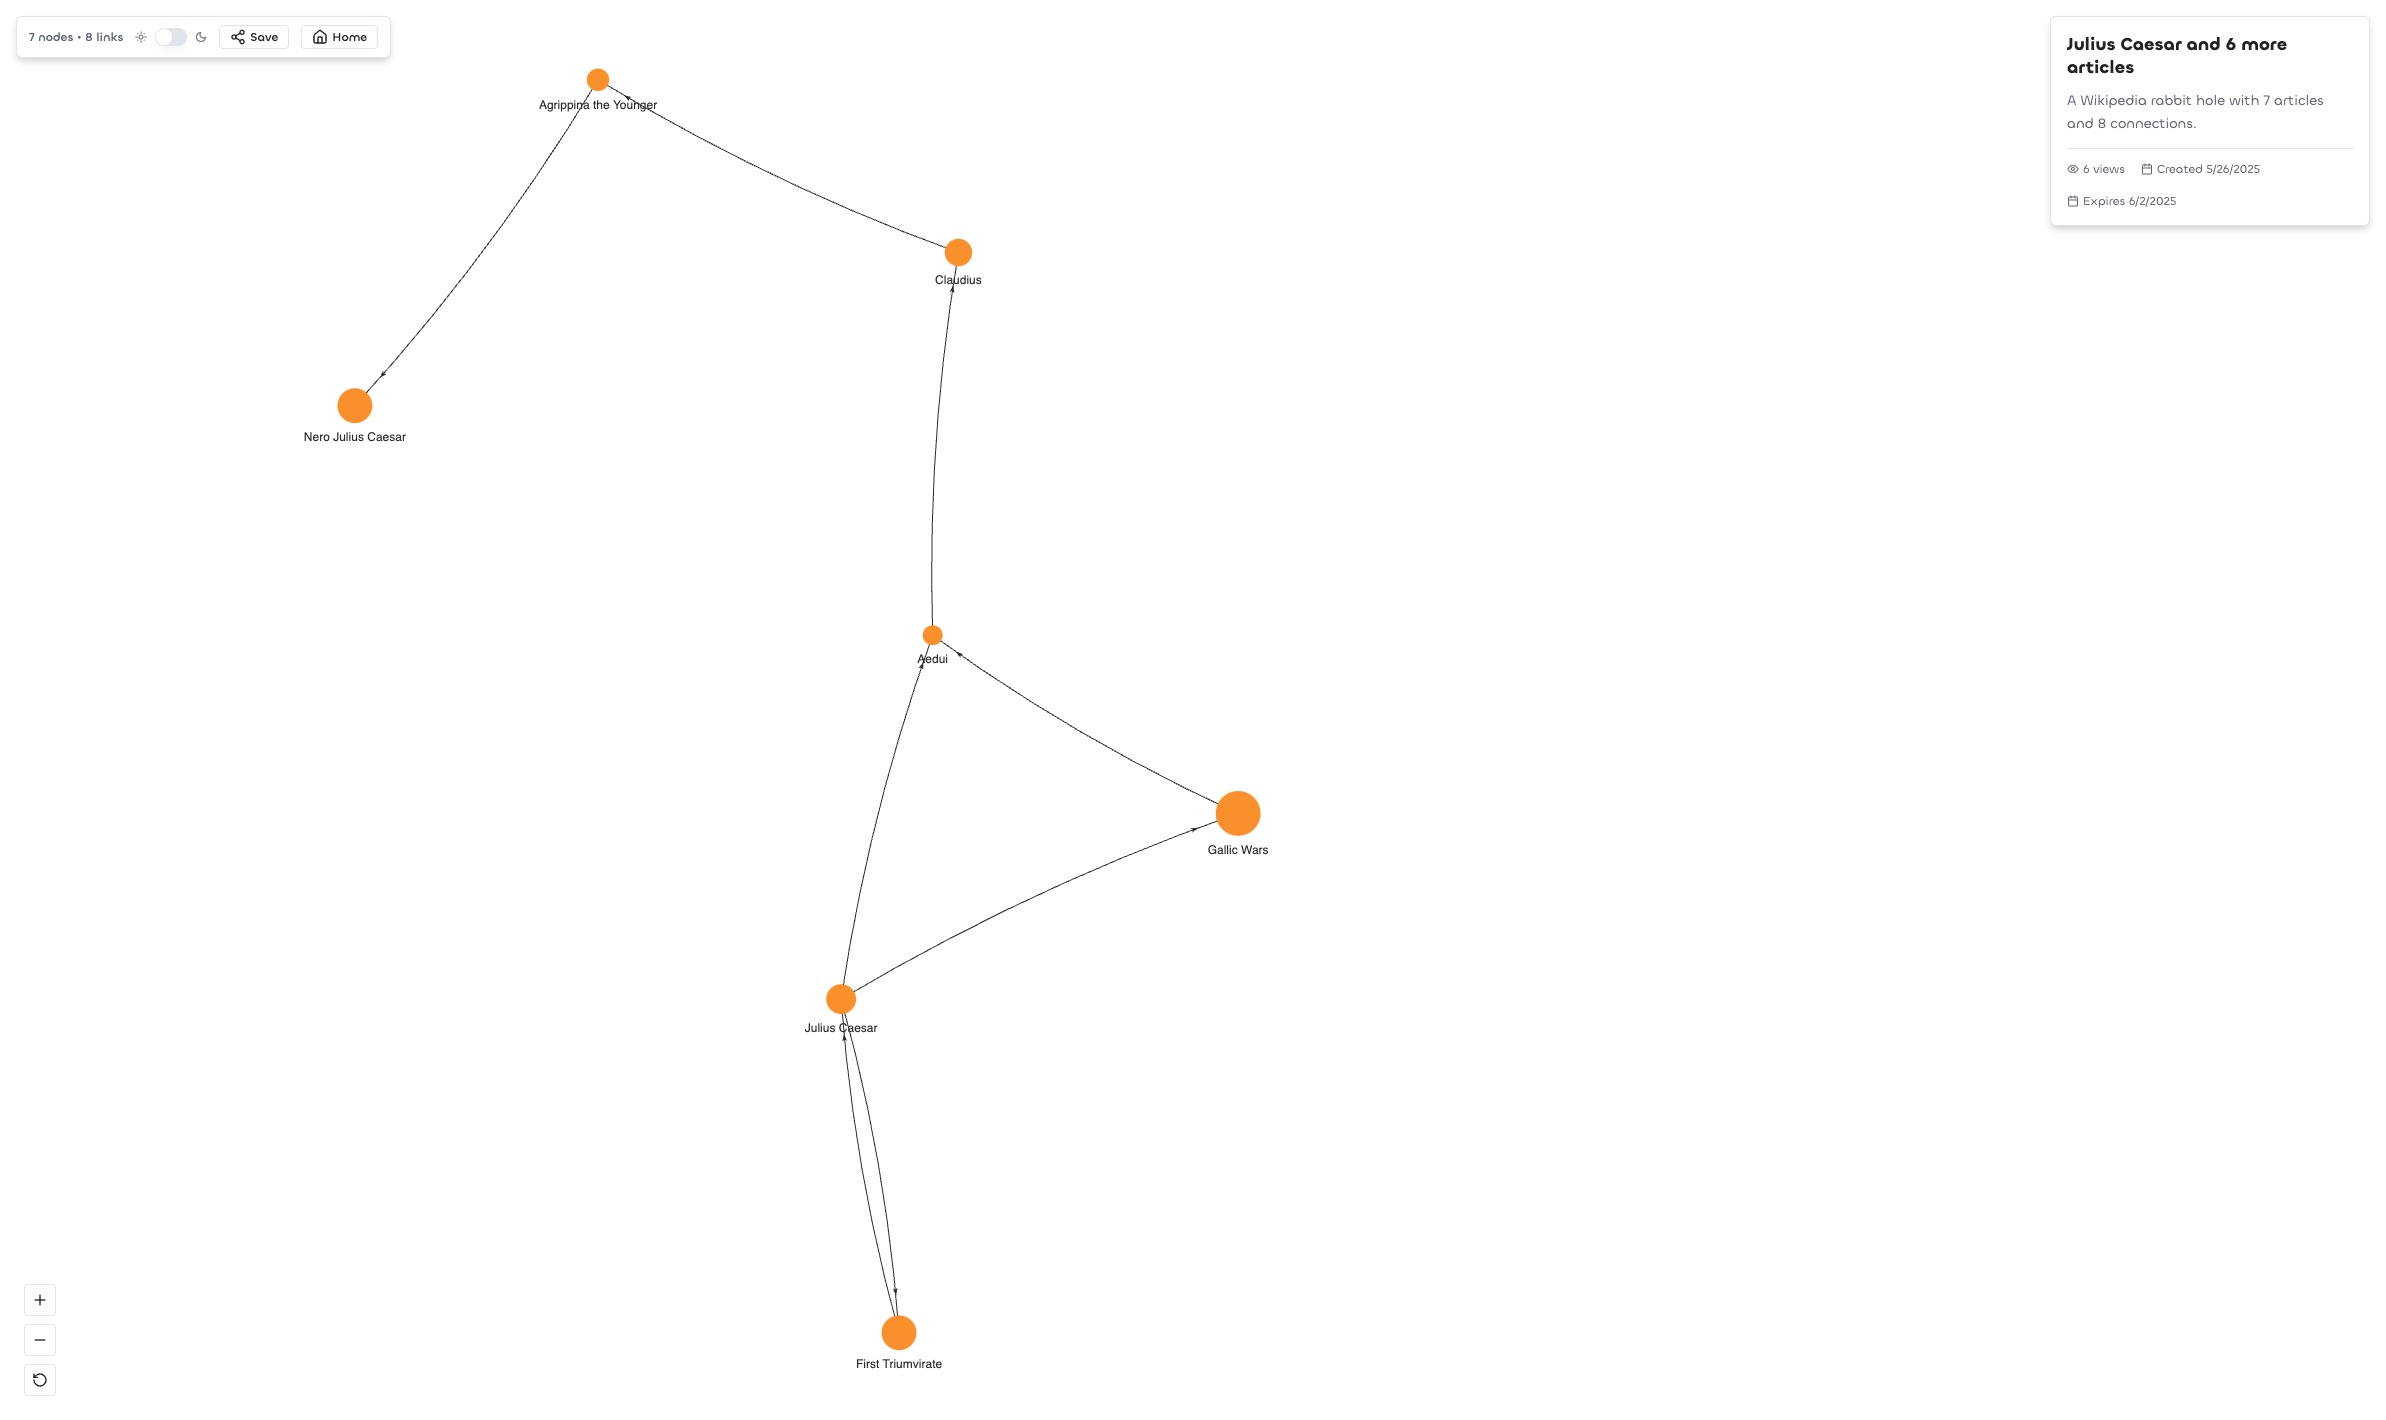 7 nodes • 8 links
Save
Home
Julius Caesar and 6 more
articles
A Wikipedia rabbit hole with 7 articles
and 8 connections.
6 views
Created 5/26/2025
Expires 6/2/2025
Agrippina the Younger
Claudius
Nero Julius Caesar
Aedui
Gallic Wars
Julius Caesar
First Triumvirate